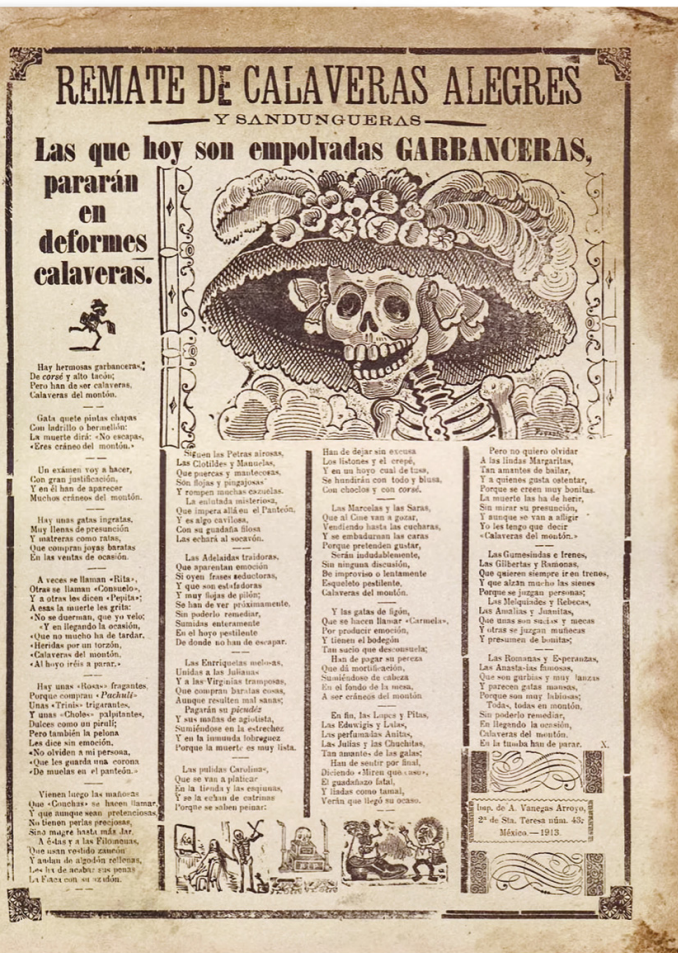 REMATE DE CALAVERAS ALEGRES
Y SANDUNGUERAS
Las que hoy son empolvadas GARBANCERAS,
pararán
en
deformes
calaveras.
Hay hermosas garbanceras,
De corsé y alto tacón;
Pero han de ser calaveras,
Calaveras del montón.
Gata que te pintas chapas
Con ladrillo o bermellón:
La muerte dirá: «No escapas,
«Eres cráneo del montón.»
Un exámen voy a hacer,
Con gran justificación,
Y en él han de aparecer
Muchos cráneos del montón.
Hay unas gatas ingratas,
Muy llenas de presunción
Y matreras como ratas,
Que compran joyas baratas
En las ventas de ocasión.
A veces se llaman «Rita»,
Otras se llaman «Consuelo»,
Y a otras les dicen «Pepita»;
A esas la muerte les grita:
«No se duerman, que yo velo;
«Y en llegando la ocasión,
«Que no mucho ha de tardar,
«Heridas por un torzón,
«Calaveras del montón.
«Al hoyo iréis a parar.»
Hay unas «Rosas» fragantes,
Porque compran «Pachuli»
Unas «Trinis» trigarantes,
Y unas «Choles» palpitantes,
Dulces como un pirulí;
Pero también la pelona
Les dice sin emoción,
«No olviden a mi persona,
«Que les guarda una corona
«De muelas en el panteón.»
Vienen luego las mañosas
Que «Conchas» se hacen llamar,
Y que aunque sean pretenciosas,
No tienen perlas preciosas,
Sino mugre hasta más dar.
A éstas y a las Filomenas,
Que usan vestido zancón
Y andan de algodón rellenas,
Les ha de acabar sus penas
La Flaca con su azadón.
Siguen las Petras airosas,
Las Clotildes y Manuelas,
Que puercas y mantecosas,
Son flojas y pingajosas
Y rompen muchas cazuelas.
La enlutada misteriosa,
Que impera allá en el Panteón,
Y es algo cavilosa,
Con su guadaña filosa
Las echará al socavón.
Las Adelaidas traidoras,
Que aparentan emoción
Si oyen frases seductoras,
Y que son estafadoras
Y muy flojas de pilón;
Se han de ver próximamente,
Sin poderlo remediar,
Sumidas enteramente
En el hoyo pestilente
De donde no han de escapar.
Las Enriquetas melosas,
Unidas a las Julianas
Y a las Virginias tramposas,
Que compran baratas cosas,
Aunque resulten mal sanas;
Pagarán su piendéz
Y sus mañas de agiotista,
Sumiéndose en la estrechez
Y en la inmunda lobreguez
Porque la muerte es muy lista.
Las pulidas Carolinas,
Que se van a platicar
En la tienda y las esquinas,
Y se la echan de catrinas
Porque se saben peinar:
Han de dejar sin excusa
Los listones y el crepé,
Y en un hoyo cual de tusa,
Se hundirán con todo y blusa,
Con choclos y con corsé.
Las Marcelas y las Saras,
Que al Cine van a gozar,
Vendiendo hasta las cucharas,
Y se embadurnan las caras
Porque pretenden gustar,
Serán indudablemente,
Sin ninguna discusión,
De improviso o lentamente
Esqueleto pestilente,
Calaveras del montón.
Y las gatas de figón,
Que se hacen llamar «Carmela»,
Por producir emoción,
Y tienen el bodegón
Tan sucio que desconsuela;
Han de pagar su pereza
Que dá mortificación,
Sumiéndose de cabeza
En el fondo de la
A ser cráneos del montón
En fin, las Lupes y Pitas,
Las Eduwigis y Lalas,
Las perfumadas Anitas,
Las Julias y las Chuchitas,
Tan amantes de las galas;
Han de sentir por final,
Diciendo «Miren que caso»,
El guadañazo fatal,
Y liadas como tamal,
Verán que llegó su ocaso.
Pero no quiero olvidar
A las lindas Margaritas,
Tan amantes de bailar,
Y a quienes gusta ostentar,
Porque se creen muy bonitas.
La muerte las ha de herir,
Sin mirar su presunción,
Y aunque se van a afligir
Yo les tengo que decir
«Calaveras del montón.»
Las Gumesindas e Irenes,
Las Gilbertas y Ramonas,
Que quieren siempre ir en trenes,
Y que alzan mucho las sienes
Porque se juzgan personas;
Las Melquiades y Rebecas,
Las Amalias y Juanitas,
Que unas son sucias y mecas
Y otras se juzgan muñecas
Y presumen de bonitas;
Las Romanas y Esperanzas,
Las Anastasias famosas,
Que son gurbias y muy lanzas
Y parecen gatas mansas,
Porque son muy labiosas;
Todas, todas en montón,
Sin poderlo remediar,
En llegando la ocasión,
Calaveras del montón.
En la tumba han de parar. X.
Imp. de A. Vanegas Arroyo,
2ª de Sta. Teresa núm. 43.
México.—1913.